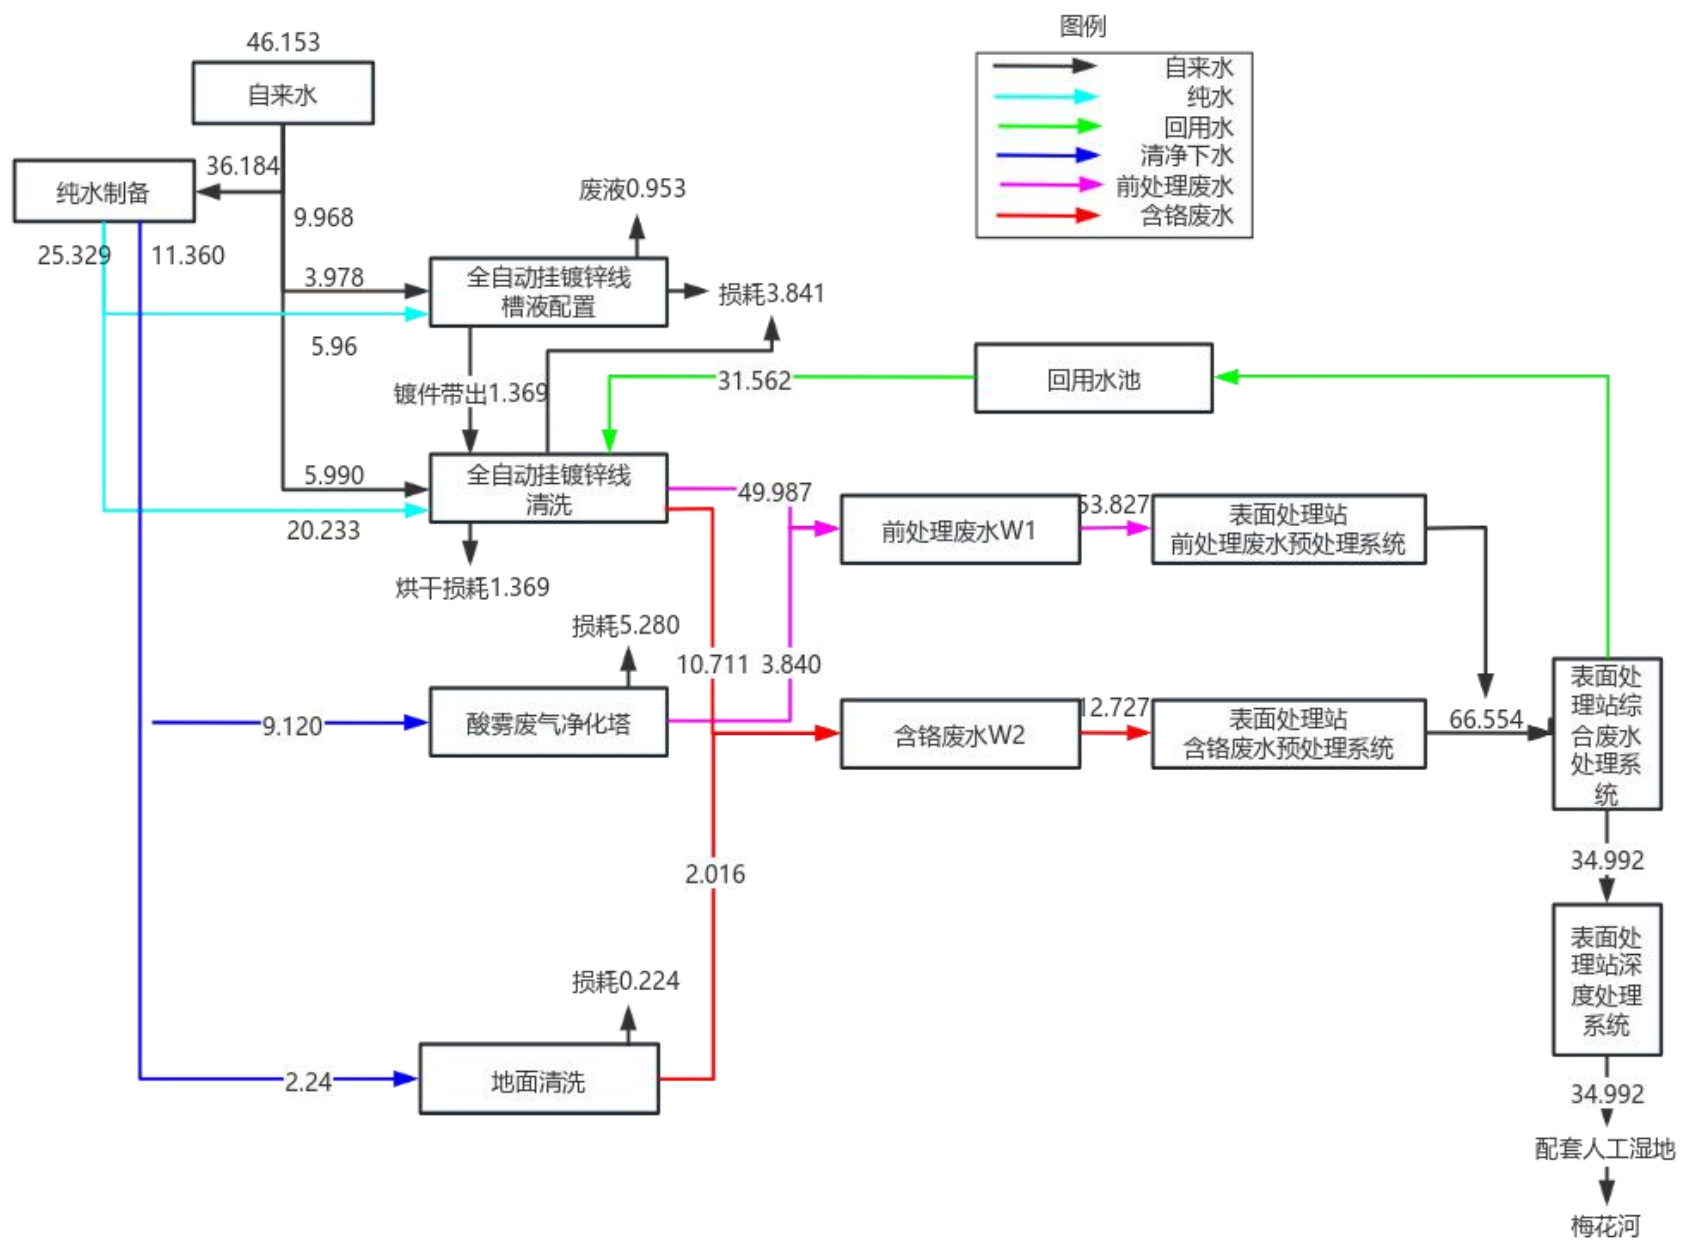 图例
46.153
自来水
自来水
纯水
回用水
清净下水
前处理废水
含铬废水
36.184
纯水制备
9.968
废液0.953
25.329
11.360
3.978
全自动挂镀锌线
槽液配置
损耗3.841
5.96
镀件带出1.369
31.562
回用水池
5.990
全自动挂镀锌线
清洗
20.233
49.987
前处理废水W1
53.827
表面处理站
前处理废水预处理系统
烘干损耗1.369
损耗5.280
10.711
3.840
9.120
酸雾废气净化塔
含铬废水W2
12.727
表面处理站
含铬废水预处理系统
66.554
表面处
理站综
合废水
处理系
统
34.992
2.016
表面处
理站深
度处理
系统
损耗0.224
2.24
地面清洗
34.992
配套人工湿地
梅花河